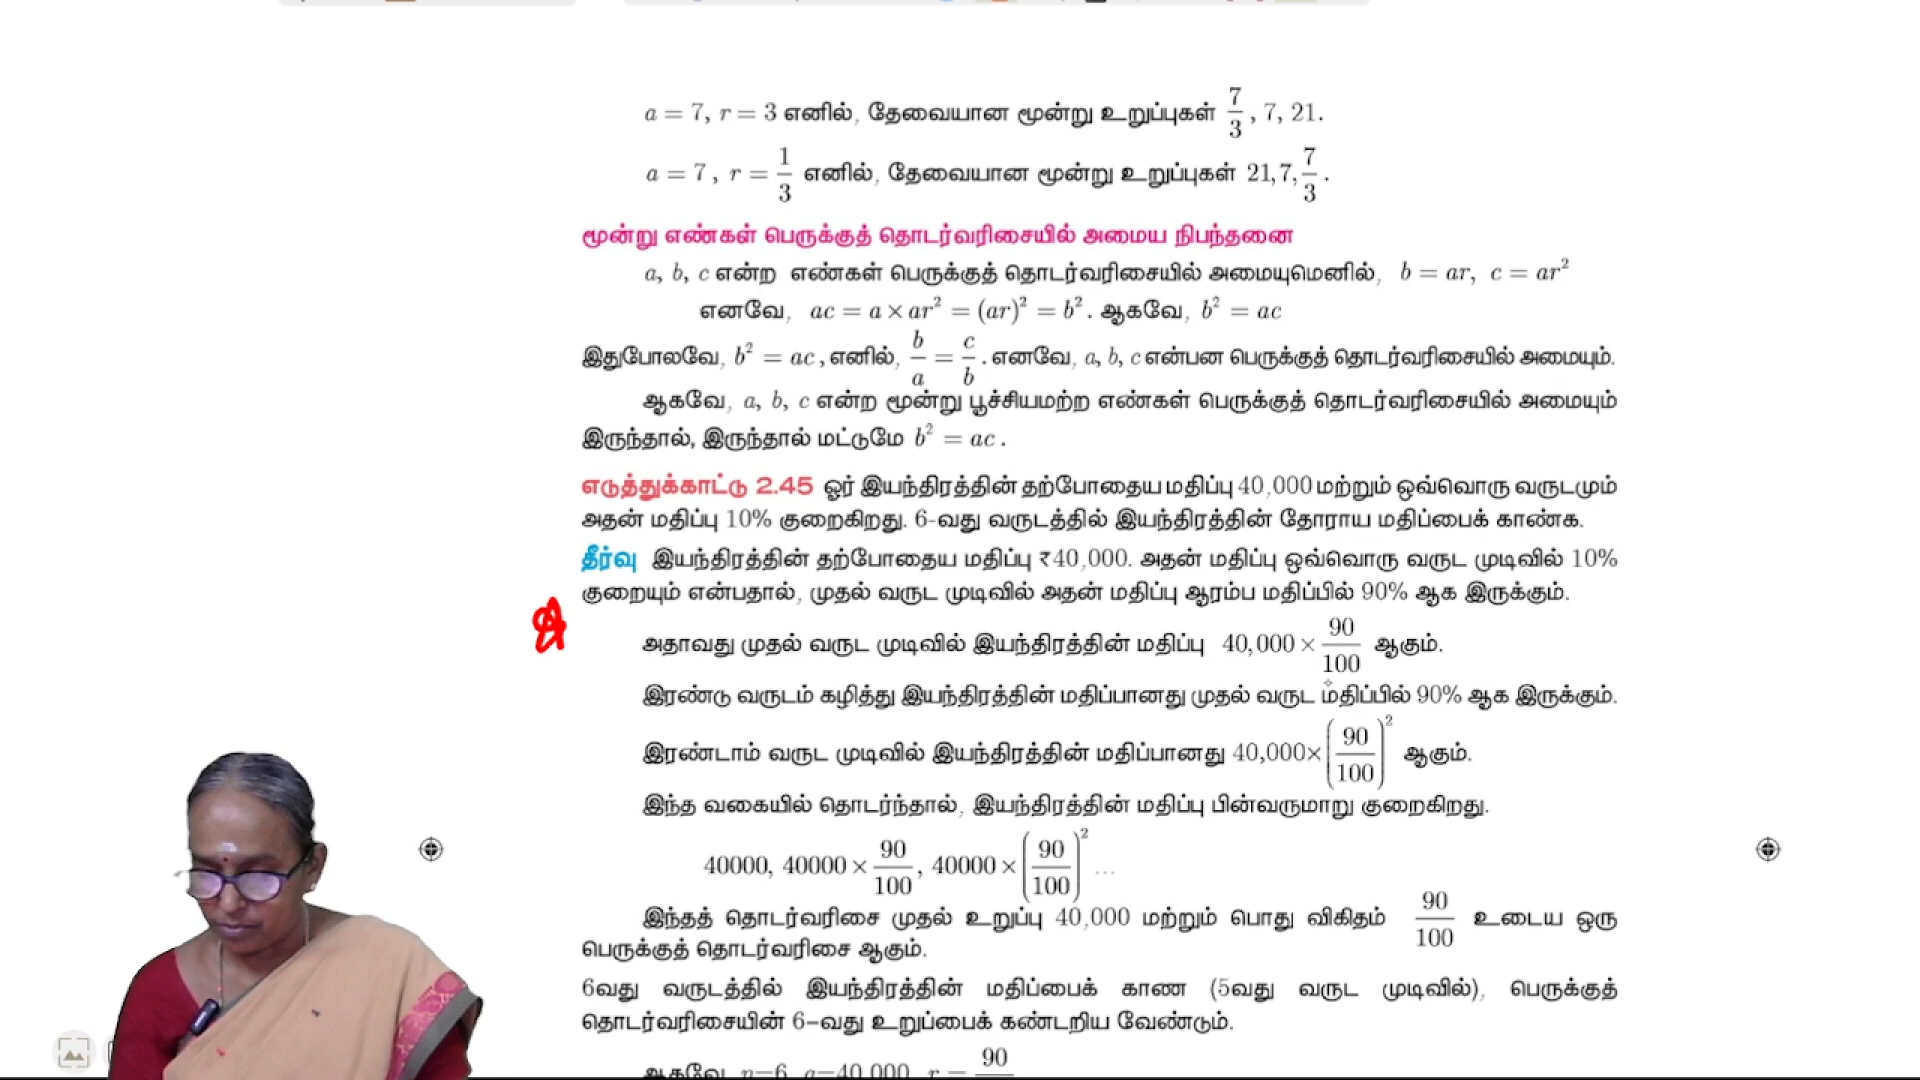 a = 7, r = 3 எனில், தேவையான மூன்று உறுப்புகள் 7/3, 7, 21.
a = 7, r = 1/3 எனில், தேவையான மூன்று உறுப்புகள் 21, 7, 7/3.
மூன்று எண்கள் பெருக்குத் தொடர்வரிசையில் அமைய நிபந்தனை
a, b, c என்ற எண்கள் பெருக்குத் தொடர்வரிசையில் அமையுமெனில், b = ar, c = ar²
எனவே, ac = a × ar² = (ar)² = b². ஆகவே, b² = ac
இதுபோலவே, b² = ac, எனில், b/a = c/b. எனவே, a, b, c என்பன பெருக்குத் தொடர்வரிசையில் அமையும்.
ஆகவே, a, b, c என்ற மூன்று பூச்சியமற்ற எண்கள் பெருக்குத் தொடர்வரிசையில் அமையும்
இருந்தால், இருந்தால் மட்டுமே b² = ac.
எடுத்துக்காட்டு 2.45 ஓர் இயந்திரத்தின் தற்போதைய மதிப்பு 40,000 மற்றும் ஒவ்வொரு வருடமும்
அதன் மதிப்பு 10% குறைகிறது. 6-வது வருடத்தில் இயந்திரத்தின் தோராய மதிப்பைக் காண்க.
தீர்வு இயந்திரத்தின் தற்போதைய மதிப்பு ₹40,000. அதன் மதிப்பு ஒவ்வொரு வருட முடிவில் 10%
குறையும் என்பதால், முதல் வருட முடிவில் அதன் மதிப்பு ஆரம்ப மதிப்பில் 90% ஆக இருக்கும்.
அதாவது முதல் வருட முடிவில் இயந்திரத்தின் மதிப்பு 40,000 × 90/100 ஆகும்.
இரண்டு வருடம் கழித்து இயந்திரத்தின் மதிப்பானது முதல் வருட மதிப்பில் 90% ஆக இருக்கும்.
இரண்டாம் வருட முடிவில் இயந்திரத்தின் மதிப்பானது 40,000×(90/100)² ஆகும்.
இந்த வகையில் தொடர்ந்தால், இயந்திரத்தின் மதிப்பு பின்வருமாறு குறைகிறது.
40000, 40000 × 90/100, 40000 × (90/100)² ...
இந்தத் தொடர்வரிசை முதல் உறுப்பு 40,000 மற்றும் பொது விகிதம் 90/100 உடைய ஒரு
பெருக்குத் தொடர்வரிசை ஆகும்.
6வது வருடத்தில் இயந்திரத்தின் மதிப்பைக் காண (5வது வருட முடிவில்), பெருக்குத்
தொடர்வரிசையின் 6–வது உறுப்பைக் கண்டறிய வேண்டும்.
ஆகவே, n=6, a=40,000, r = 90